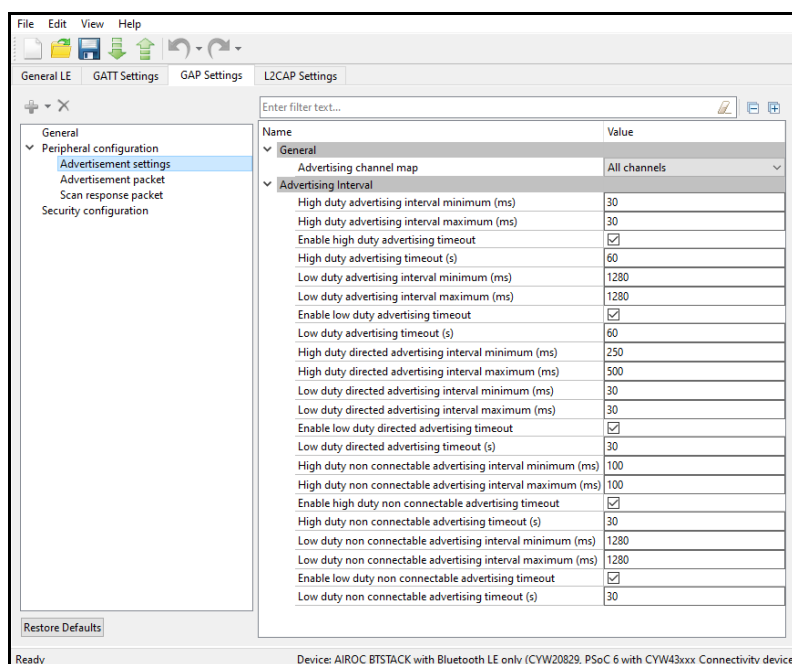 File Edit View Help
General LE GATT Settings GAP Settings L2CAP Settings
Enter filter text...
General
Peripheral configuration
Advertisement settings
Advertisement packet
Scan response packet
Security configuration
Name Value
General
Advertising channel map All channels
Advertising Interval
High duty advertising interval minimum (ms) 30
High duty advertising interval maximum (ms) 30
Enable high duty advertising timeout
High duty advertising timeout (s) 60
Low duty advertising interval minimum (ms) 1280
Low duty advertising interval maximum (ms) 1280
Enable low duty advertising timeout
Low duty advertising timeout (s) 60
High duty directed advertising interval minimum (ms) 250
High duty directed advertising interval maximum (ms) 500
Low duty directed advertising interval minimum (ms) 30
Low duty directed advertising interval maximum (ms) 30
Enable low duty directed advertising timeout
Low duty directed advertising timeout (s) 30
High duty non connectable advertising interval minimum (ms) 100
High duty non connectable advertising interval maximum (ms) 100
Enable high duty non connectable advertising timeout
High duty non connectable advertising timeout (s) 30
Low duty non connectable advertising interval minimum (ms) 1280
Low duty non connectable advertising interval maximum (ms) 1280
Enable low duty non connectable advertising timeout
Low duty non connectable advertising timeout (s) 30
Restore Defaults
Ready Device: AIROC BTSTACK with Bluetooth LE only (CYW20829, PSoC 6 with CYW43xxx Connectivity device